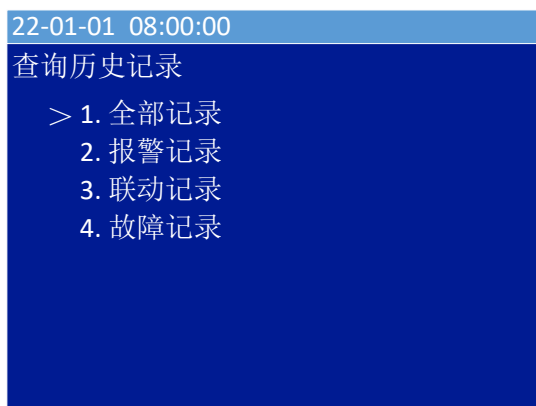 22-01-01 08:00:00
查询历史记录
＞1. 全部记录
2. 报警记录
3. 联动记录
4. 故障记录